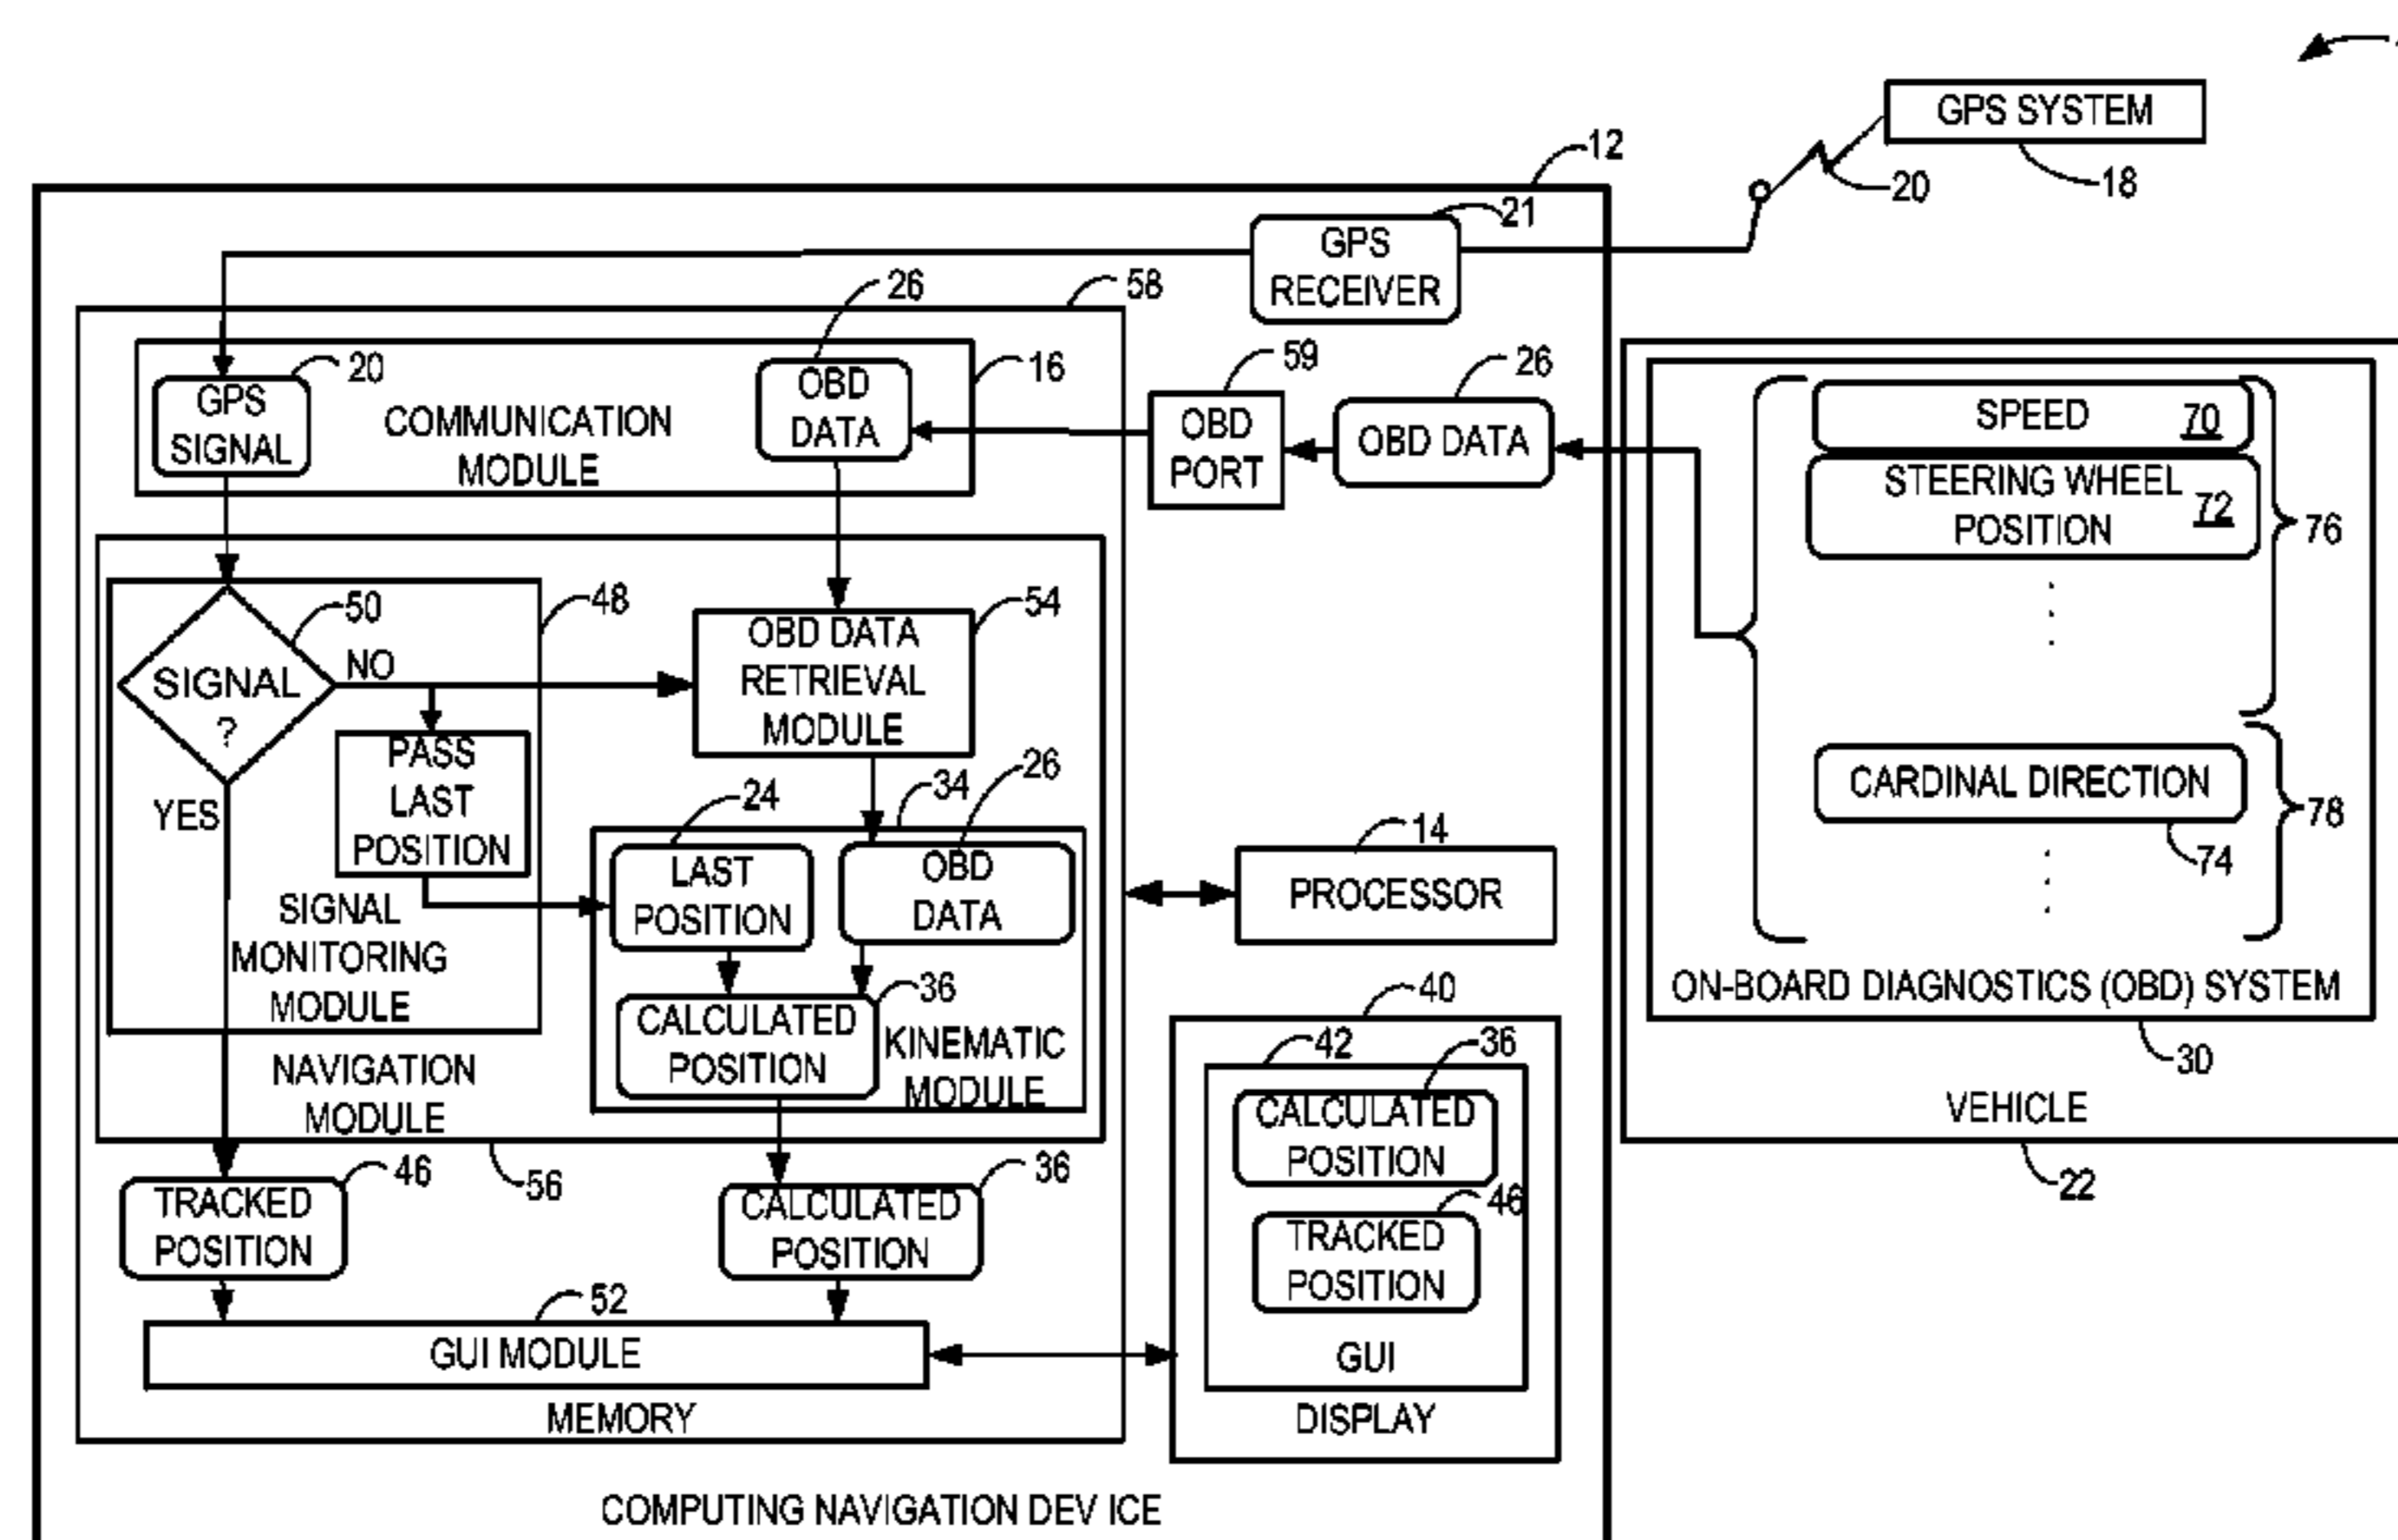 GPS SYSTEM
18
20
12
21
GPS
RECEIVER
58
26
20
GPS
SIGNAL
COMMUNICATION
MODULE
OBD
DATA
16
59
OBD
PORT
26
OBD DATA
SPEED 70
STEERING WHEEL
POSITION
72
76
CARDINAL DIRECTION
74
78
ON-BOARD DIAGNOSTICS (OBD) SYSTEM
30
VEHICLE
22
50
48
SIGNAL
?
NO
YES
PASS
LAST
POSITION
SIGNAL
MONITORING
MODULE
54
OBD DATA
RETRIEVAL
MODULE
24
34
26
LAST
POSITION
OBD
DATA
36
CALCULATED
POSITION
KINEMATIC
MODULE
NAVIGATION
MODULE
56
14
PROCESSOR
46
TRACKED
POSITION
36
CALCULATED
POSITION
52
GUI MODULE
MEMORY
40
42
36
CALCULATED
POSITION
46
TRACKED
POSITION
GUI
DISPLAY
COMPUTING NAVIGATION DEV ICE